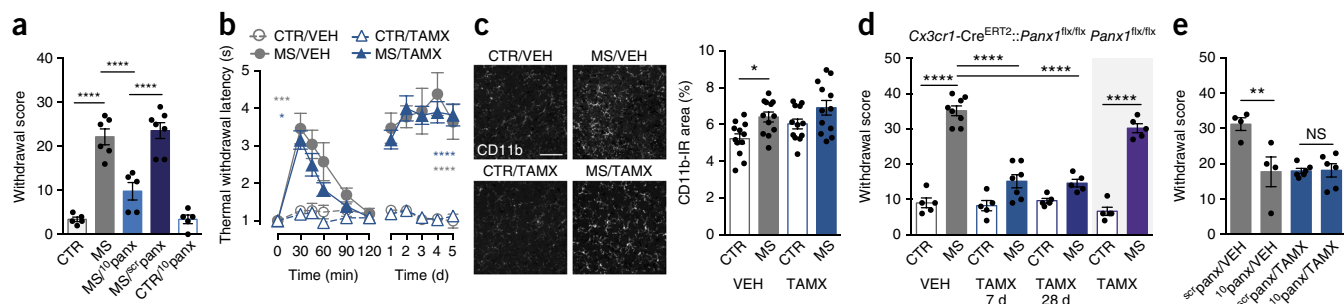 a
Withdrawal score
40
30
20
10
0
****
****
****
CTR
MS
MS/¹⁰panx
MS/ˢᶜʳpanx
CTR/¹⁰panx
b
CTR/VEH
CTR/TAMX
MS/VEH
MS/TAMX
Thermal withdrawal latency (s)
5
4
3
2
1
***
*
****
****
0
30
60
90
120
1
2
3
4
5
Time (min)
Time (d)
c
CTR/VEH
MS/VEH
CD11b
CTR/TAMX
MS/TAMX
CD11b-IR area (%)
10
8
6
4
2
0
*
CTR
MS
CTR
MS
VEH
TAMX
d
Cx3cr1-Creᴱᴿᵀ²::Panx1ᶠˡˣ/ᶠˡˣ Panx1ᶠˡˣ/ᶠˡˣ
Withdrawal score
50
40
30
20
10
0
****
****
****
****
CTR
MS
CTR
MS
CTR
MS
CTR
MS
VEH
TAMX
7 d
TAMX
28 d
TAMX
e
Withdrawal score
50
40
30
20
10
0
**
NS
ˢᶜʳpanx/VEH
¹⁰panx/VEH
ˢᶜʳpanx/TAMX
¹⁰panx/TAMX